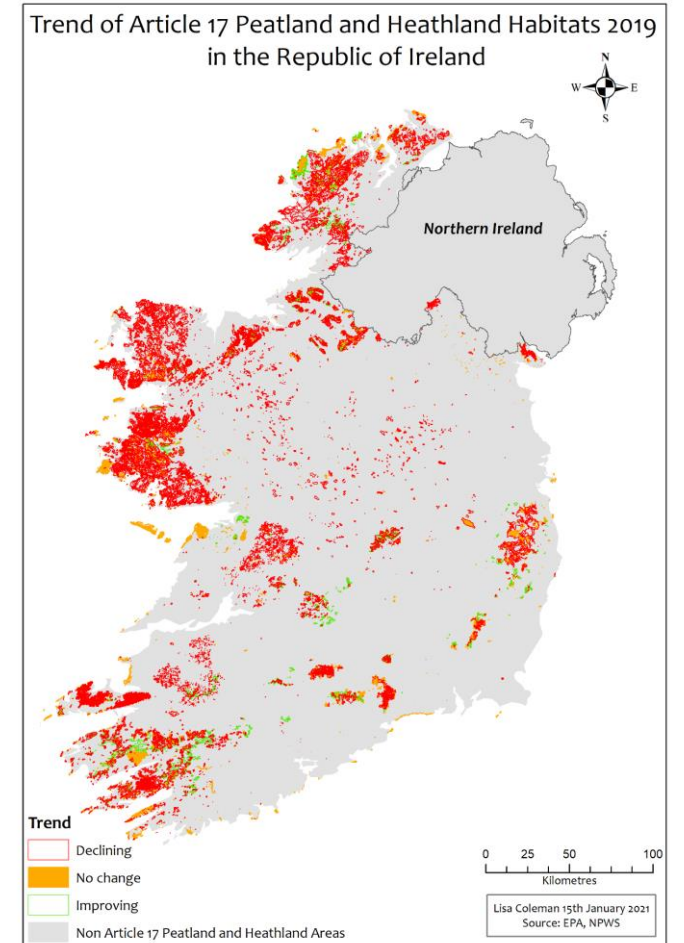 Trend of Article 17 Peatland and Heathland Habitats 2019
in the Republic of Ireland
N
W E
S
Northern Ireland
Trend
Declining
No change
Improving
Non Article 17 Peatland and Heathland Areas
0 25 50 100
Kilometres
Lisa Coleman 15th January 2021
Source: EPA, NPWS